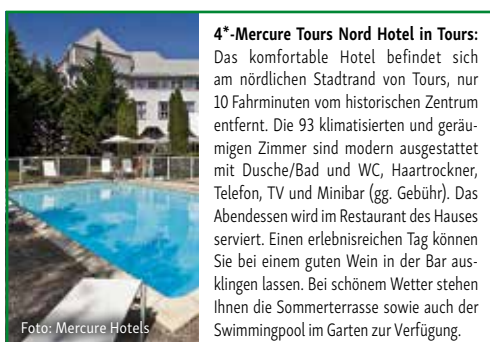 4*-Mercure Tours Nord Hotel in Tours:
Das komfortable Hotel befindet sich
am nördlichen Stadtrand von Tours, nur
10 Fahrminuten vom historischen Zentrum
entfernt. Die 93 klimatisierten und geräu-
migen Zimmer sind modern ausgestattet
mit Dusche/Bad und WC, Haartrockner,
Telefon, TV und Minibar (gg. Gebühr). Das
Abendessen wird im Restaurant des Hauses
serviert. Einen erlebnisreichen Tag können
Sie bei einem guten Wein in der Bar aus-
klingen lassen. Bei schönem Wetter stehen
Ihnen die Sommerterrasse sowie auch der
Swimmingpool im Garten zur Verfügung.
Foto: Mercure Hotels